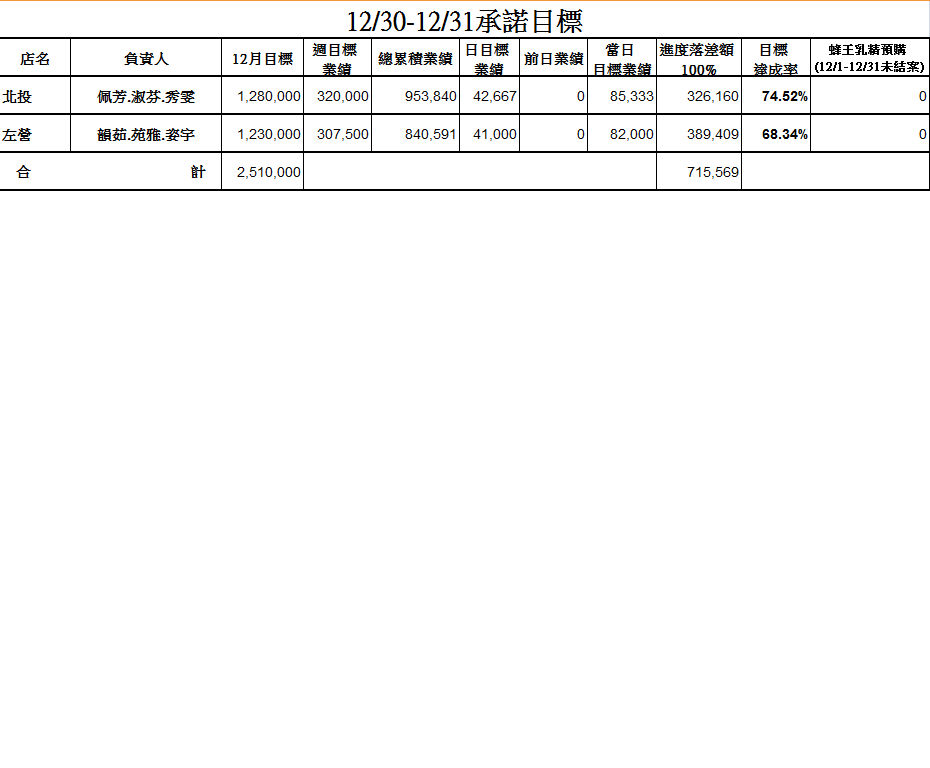 12/30-12/31承諾目標
店名 負責人 12月目標 週目標業績 總累積業績 日目標業績 前日業績 當日目標業績 進度落差額100% 目標達成率 蜂王乳精預購(12/1-12/31未結案)
北投 佩芳.淑芬.秀雯 1,280,000 320,000 953,840 42,667 0 85,333 326,160 74.52% 0
左營 韻茹.苑雅.姿宇 1,230,000 307,500 840,591 41,000 0 82,000 389,409 68.34% 0
合計 2,510,000 715,569